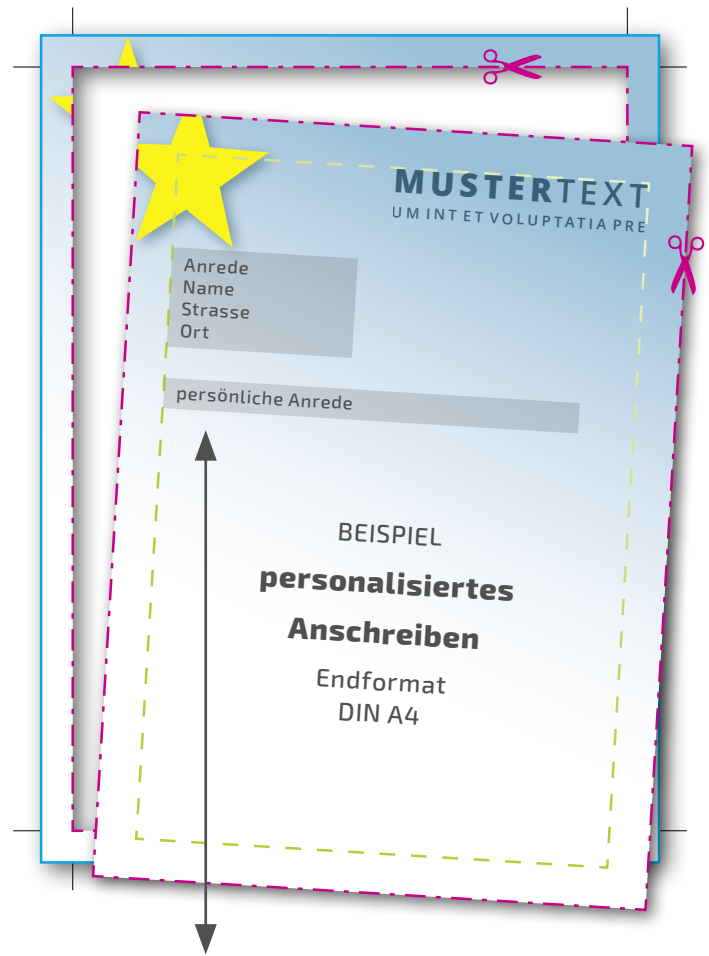 MUSTERTEXT
UM INT ET VOLUPTATIA PRE
Anrede
Name
Strasse
Ort
persönliche Anrede
BEISPIEL
personalisiertes
Anschreiben
Endformat
DIN A4